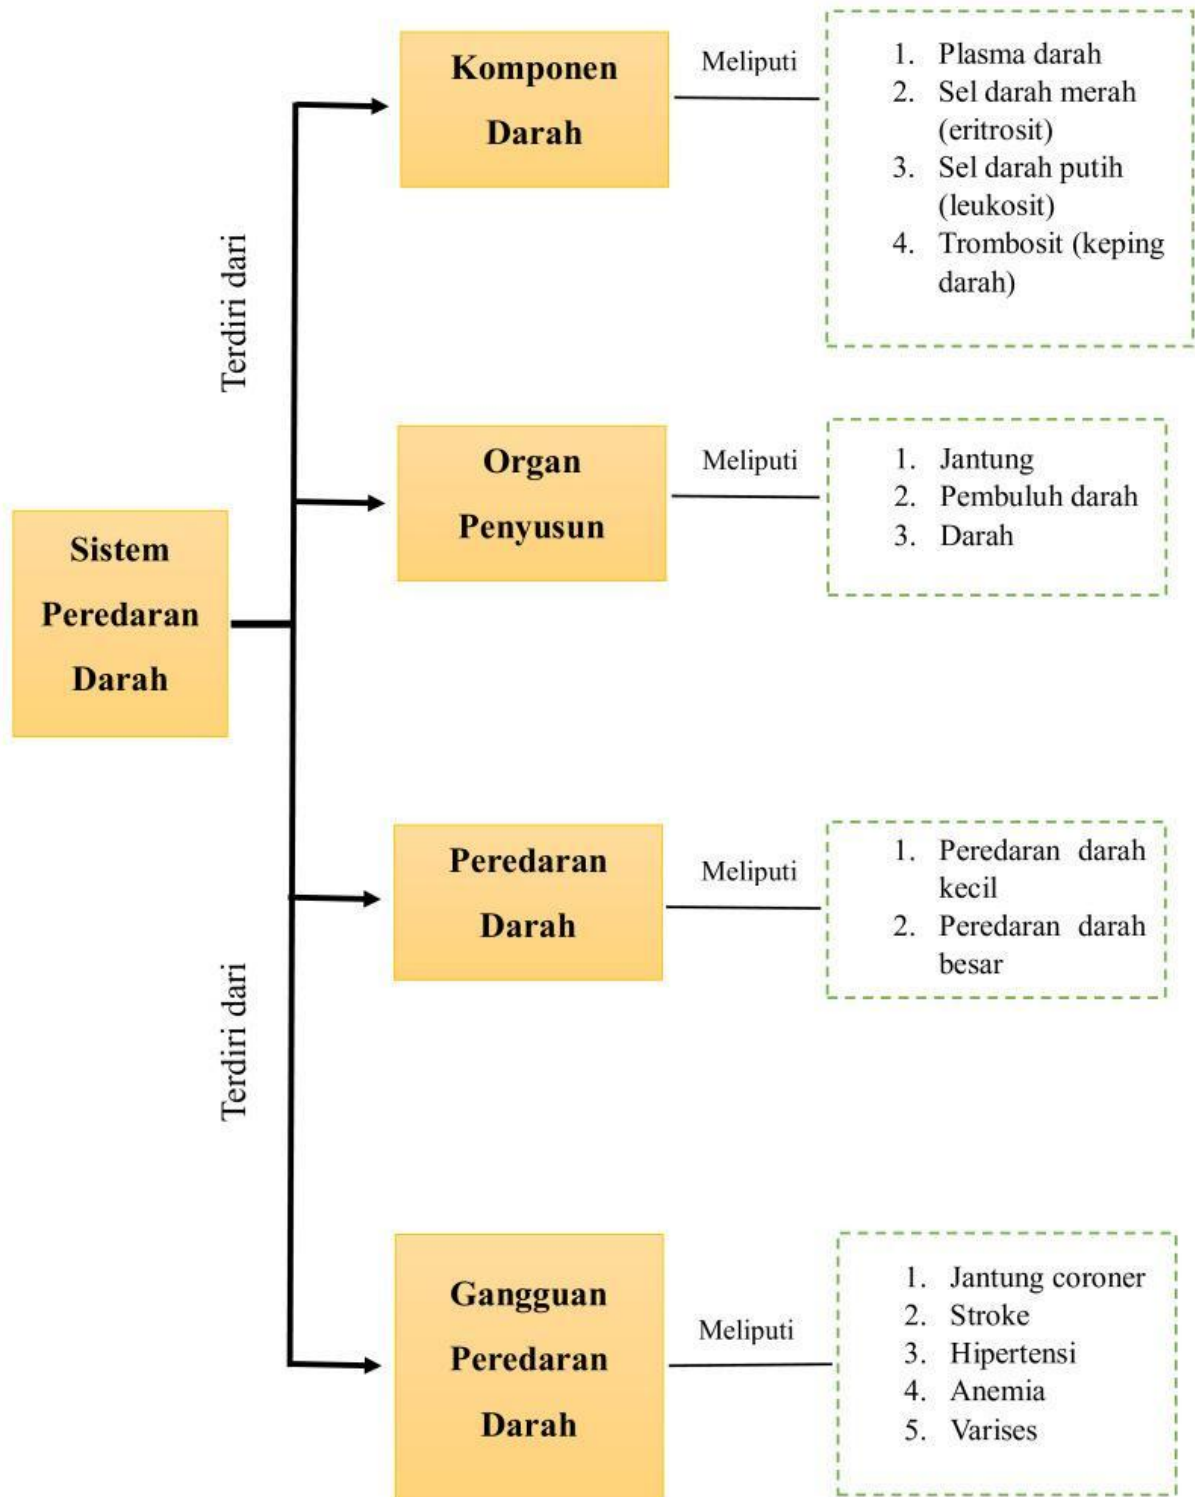 Sistem
Peredaran
Darah
Terdiri dari
Terdiri dari
Komponen
Darah
Meliputi
1. Plasma darah
2. Sel darah merah
(eritrosit)
3. Sel darah putih
(leukosit)
4. Trombosit (keping
darah)
Organ
Penyusun
Meliputi
1. Jantung
2. Pembuluh darah
3. Darah
Peredaran
Darah
Meliputi
1. Peredaran darah
kecil
2. Peredaran darah
besar
Gangguan
Peredaran
Darah
Meliputi
1. Jantung coroner
2. Stroke
3. Hipertensi
4. Anemia
5. Varises